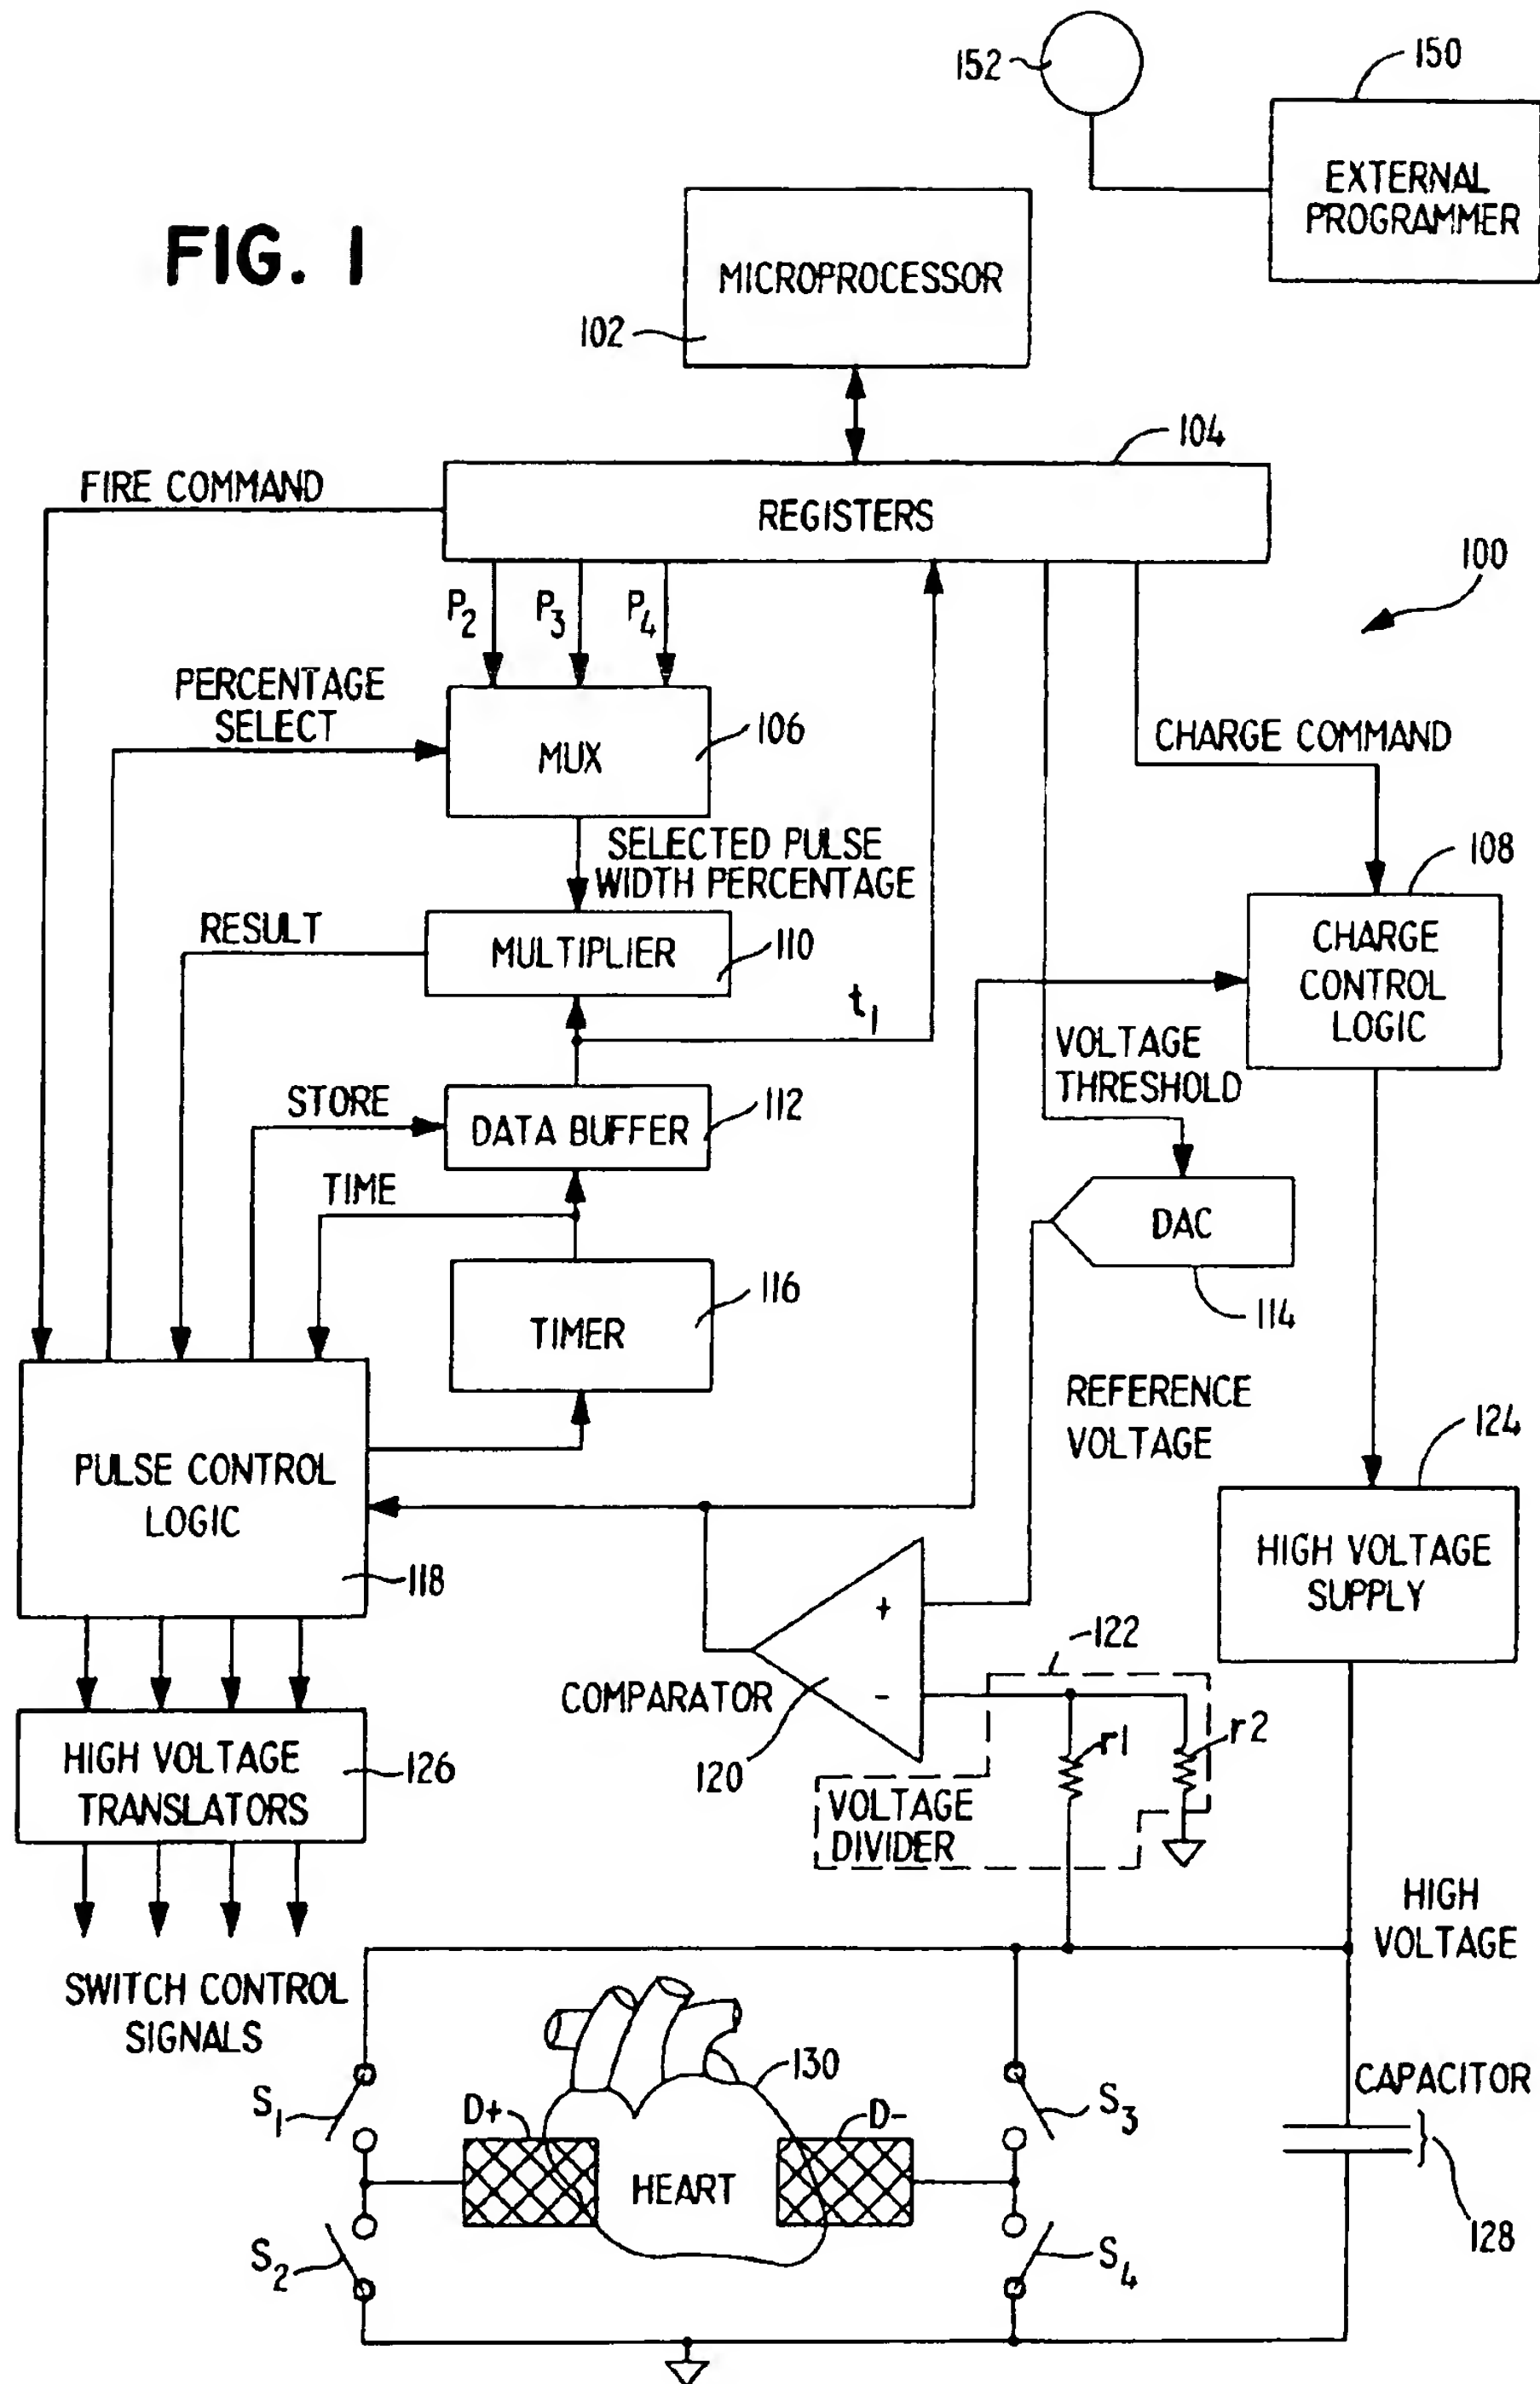 152
150
EXTERNAL
PROGRAMMER
FIG. 1
MICROPROCESSOR
102
104
FIRE COMMAND
REGISTERS
100
P2
P3
P4
PERCENTAGE
SELECT
MUX
106
CHARGE COMMAND
SELECTED PULSE
WIDTH PERCENTAGE
108
RESULT
MULTIPLIER
110
CHARGE
CONTROL
LOGIC
t1
VOLTAGE
THRESHOLD
STORE
DATA BUFFER
112
TIME
DAC
114
TIMER
116
REFERENCE
VOLTAGE
124
PULSE CONTROL
LOGIC
118
HIGH VOLTAGE
SUPPLY
+
-
122
COMPARATOR
120
r1
r2
HIGH VOLTAGE
TRANSLATORS
126
VOLTAGE
DIVIDER
HIGH
VOLTAGE
SWITCH CONTROL
SIGNALS
130
CAPACITOR
S1
D+
D-
S3
HEART
128
S2
S4